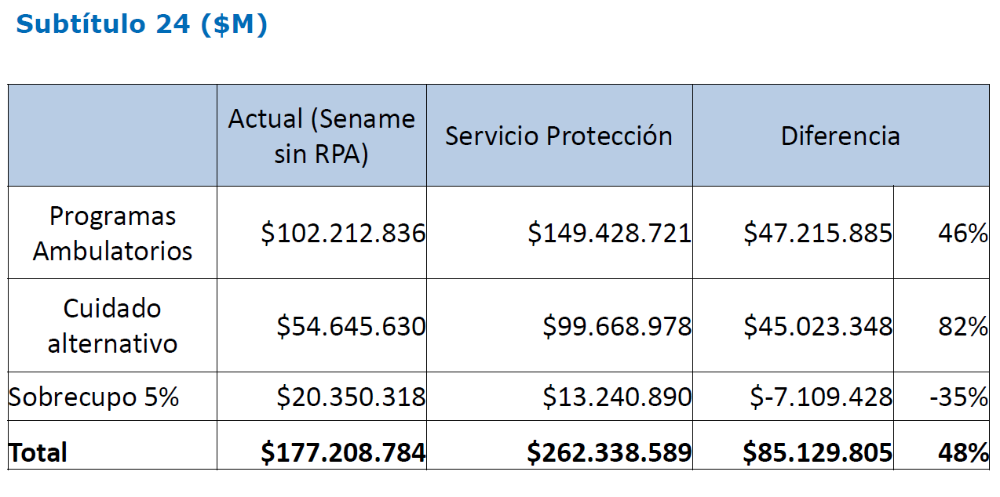 Subtítulo 24 ($M)
Actual (Sename
sin RPA)
Servicio Protección
Diferencia
Programas
Ambulatorios
$102.212.836
$149.428.721
$47.215.885
46%
Cuidado
alternativo
$54.645.630
$99.668.978
$45.023.348
82%
Sobrecupo 5%
$20.350.318
$13.240.890
$-7.109.428
-35%
Total
$177.208.784
$262.338.589
$85.129.805
48%